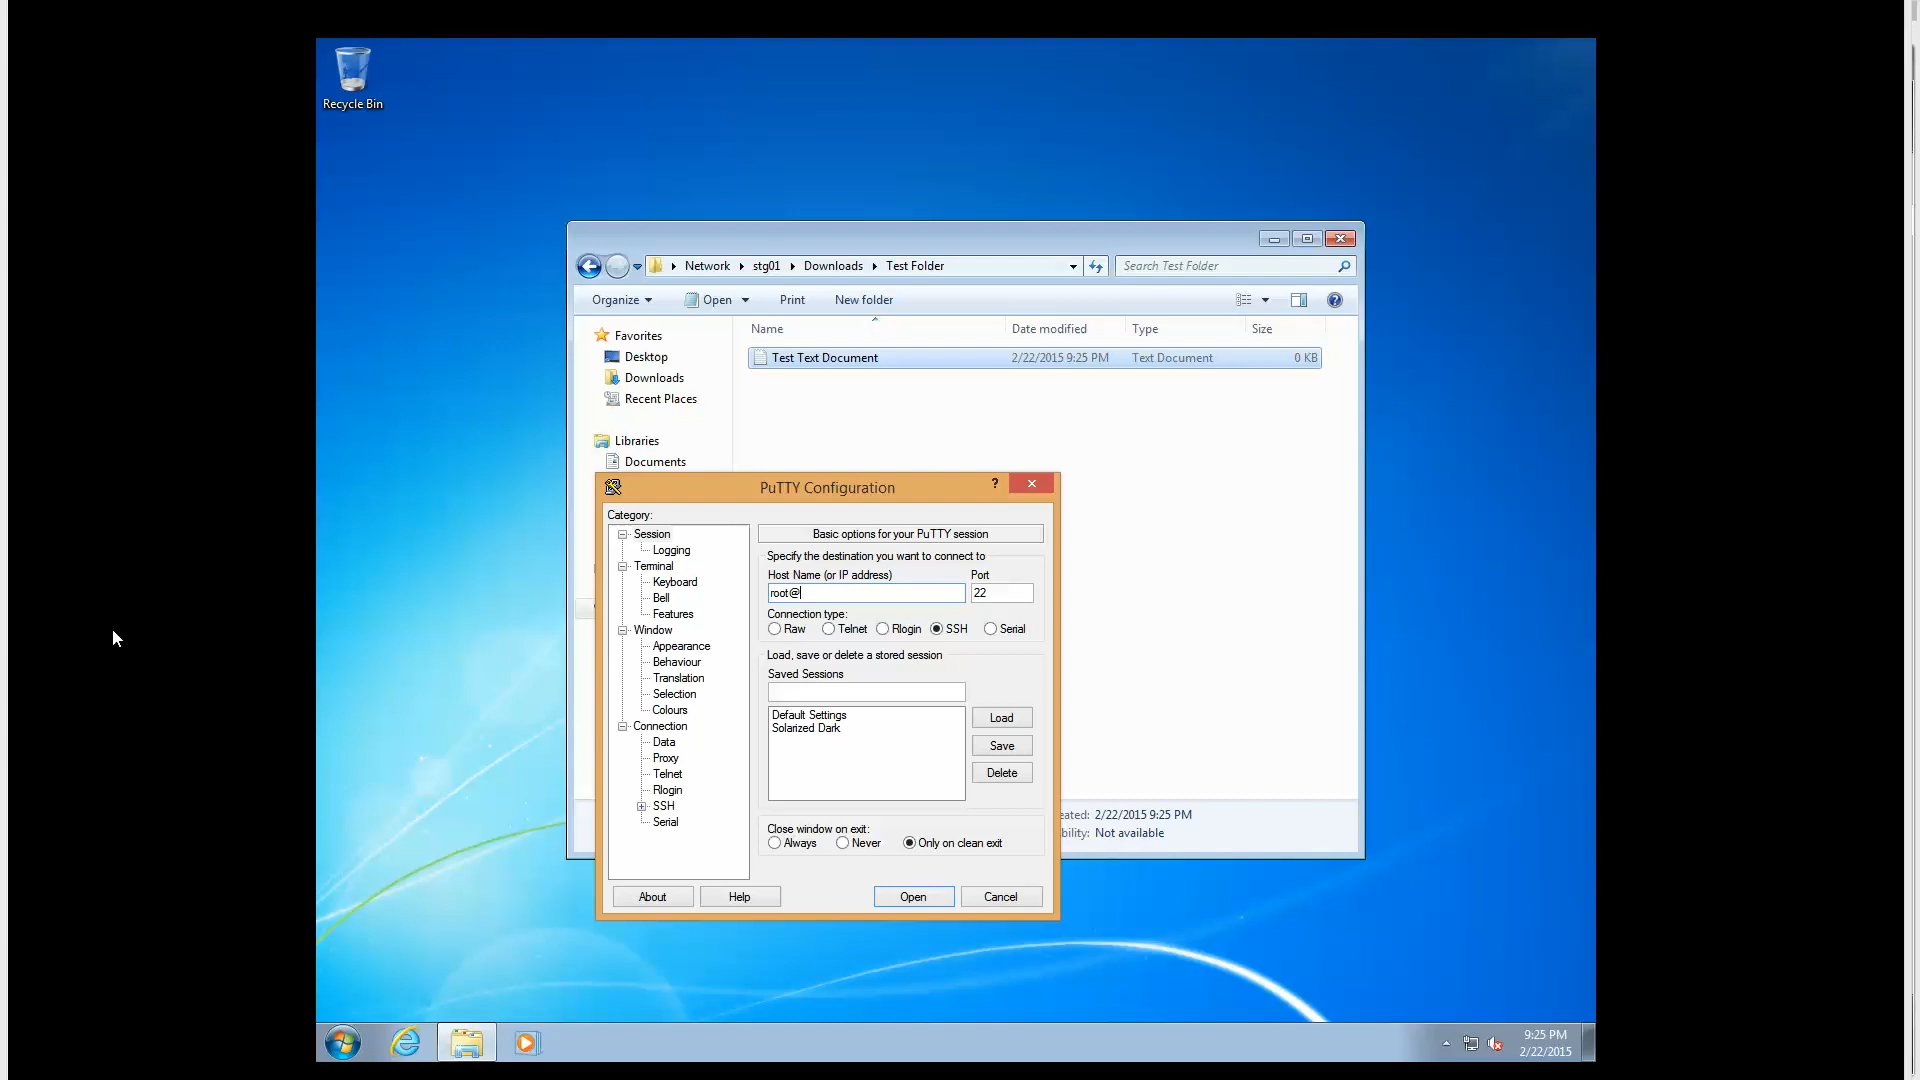 Recycle Bin
Network stg01 Downloads Test Folder
Search Test Folder
Organize Open Print New folder
Name Date modified Type Size
Test Text Document 2/22/2015 9:25 PM Text Document 0 KB
Favorites
Desktop
Downloads
Recent Places
Libraries
Documents
PuTTY Configuration
?
Category:
Session
Logging
Terminal
Keyboard
Bell
Features
Window
Appearance
Behaviour
Translation
Selection
Colours
Connection
Data
Proxy
Telnet
Rlogin
SSH
Serial
Basic options for your PuTTY session
Specify the destination you want to connect to
Host Name (or IP address) Port
root@ 22
Connection type:
Raw Telnet Rlogin SSH Serial
Load, save or delete a stored session
Saved Sessions
Default Settings
Solarized Dark
Load
Save
Delete
Close window on exit:
Always Never Only on clean exit
About Help Open Cancel
eated: 2/22/2015 9:25 PM
bility: Not available
9:25 PM
2/22/2015